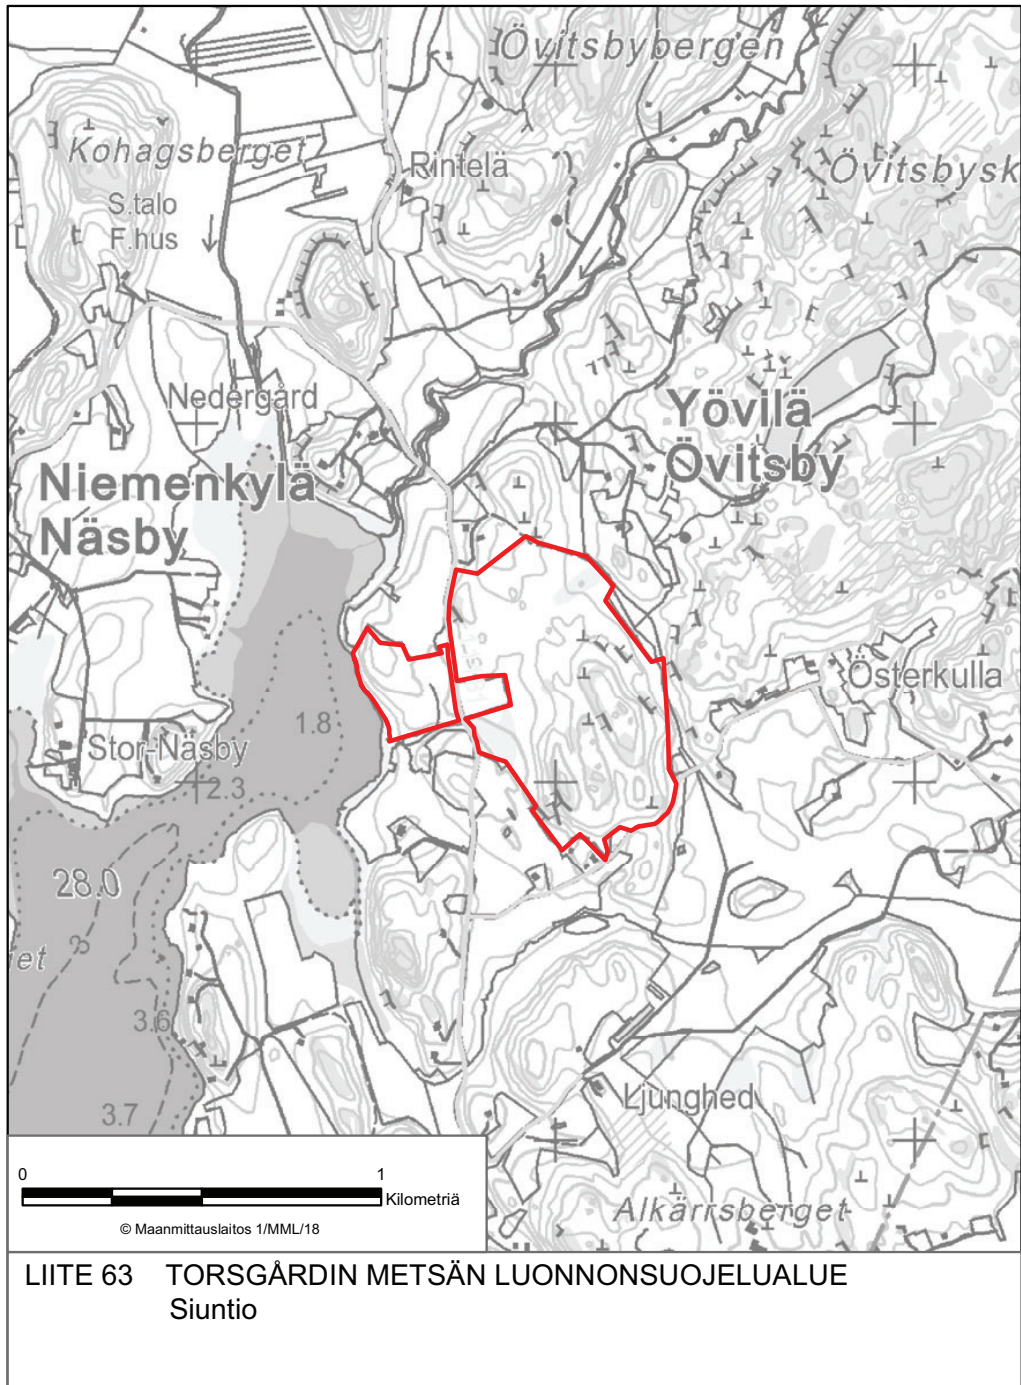 Övitsbybergen
Kohagsberget
Rintelä
Övitsbysk
S.talo
F.hus
Nedergård
Yövilä
Övitsby
Niemenkylä
Näsby
Österkulla
1.8
Stor-Näsby
2.3
28.0
3
et
3.6
3.7
Ljunghed
Alkärrsberget
0 1
Kilometriä
© Maanmittauslaitos 1/MML/18
LIITE 63 TORSGÅRDIN METSÄN LUONNONSUOJELUALUE
Siuntio